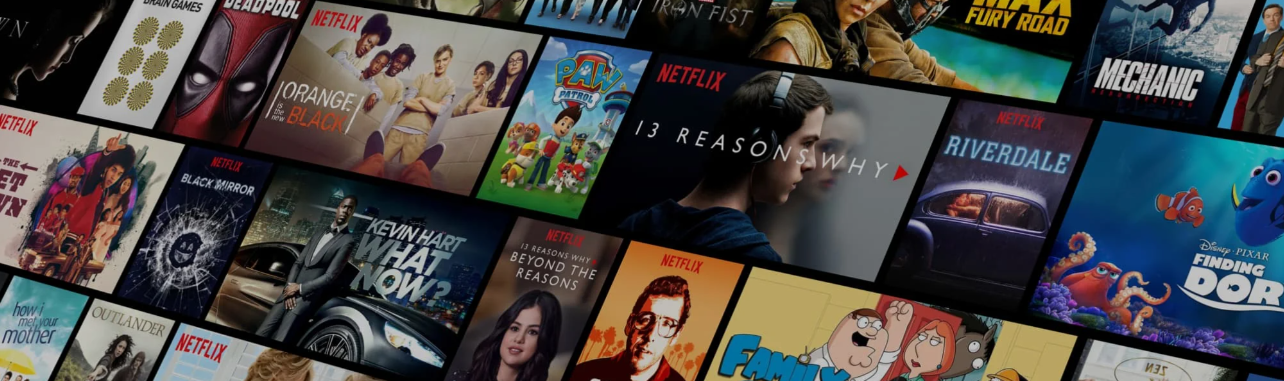 BRAIN GAMES
DEADPOOL
NETFLIX
ORANGE
is the new
BLACK
PAW
PATROL
IRON FIST
NETFLIX
13 REASONS WHY
MAX
FURY ROAD
MECHANIC
NETFLIX
RIVERDALE
Disney · PIXAR
FINDING
DOR
NETFLIX
THE
NETFLIX
BLACK MIRROR
KEVIN HART
WHAT
NOW?
NETFLIX
13 REASONS WHY
BEYOND THE
REASONS
NETFLIX
FAMILY
how i
met your
mother
OUTLANDER
NETFLIX
ZEN